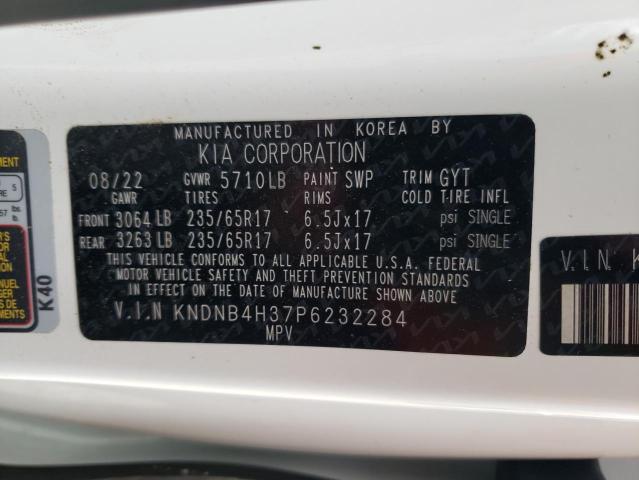 MANUFACTURED IN KOREA BY
KIA CORPORATION
08/22 GVWR 5710LB PAINT SWP TRIM GYT
GAWR TIRES RIMS COLD TIRE INFL
FRONT 3064 LB 235/65R17 6.5Jx17 psi SINGLE
REAR 3263 LB 235/65R17 6.5Jx17 psi SINGLE
THIS VEHICLE CONFORMS TO ALL APPLICABLE U.S.A. FEDERAL
MOTOR VEHICLE SAFETY AND THEFT PREVENTION STANDARDS
IN EFFECT ON THE DATE OF MANUFACTURE SHOWN ABOVE
V.I.N KNDNB4H37P6232284
MPV
K40
V.I.N. K